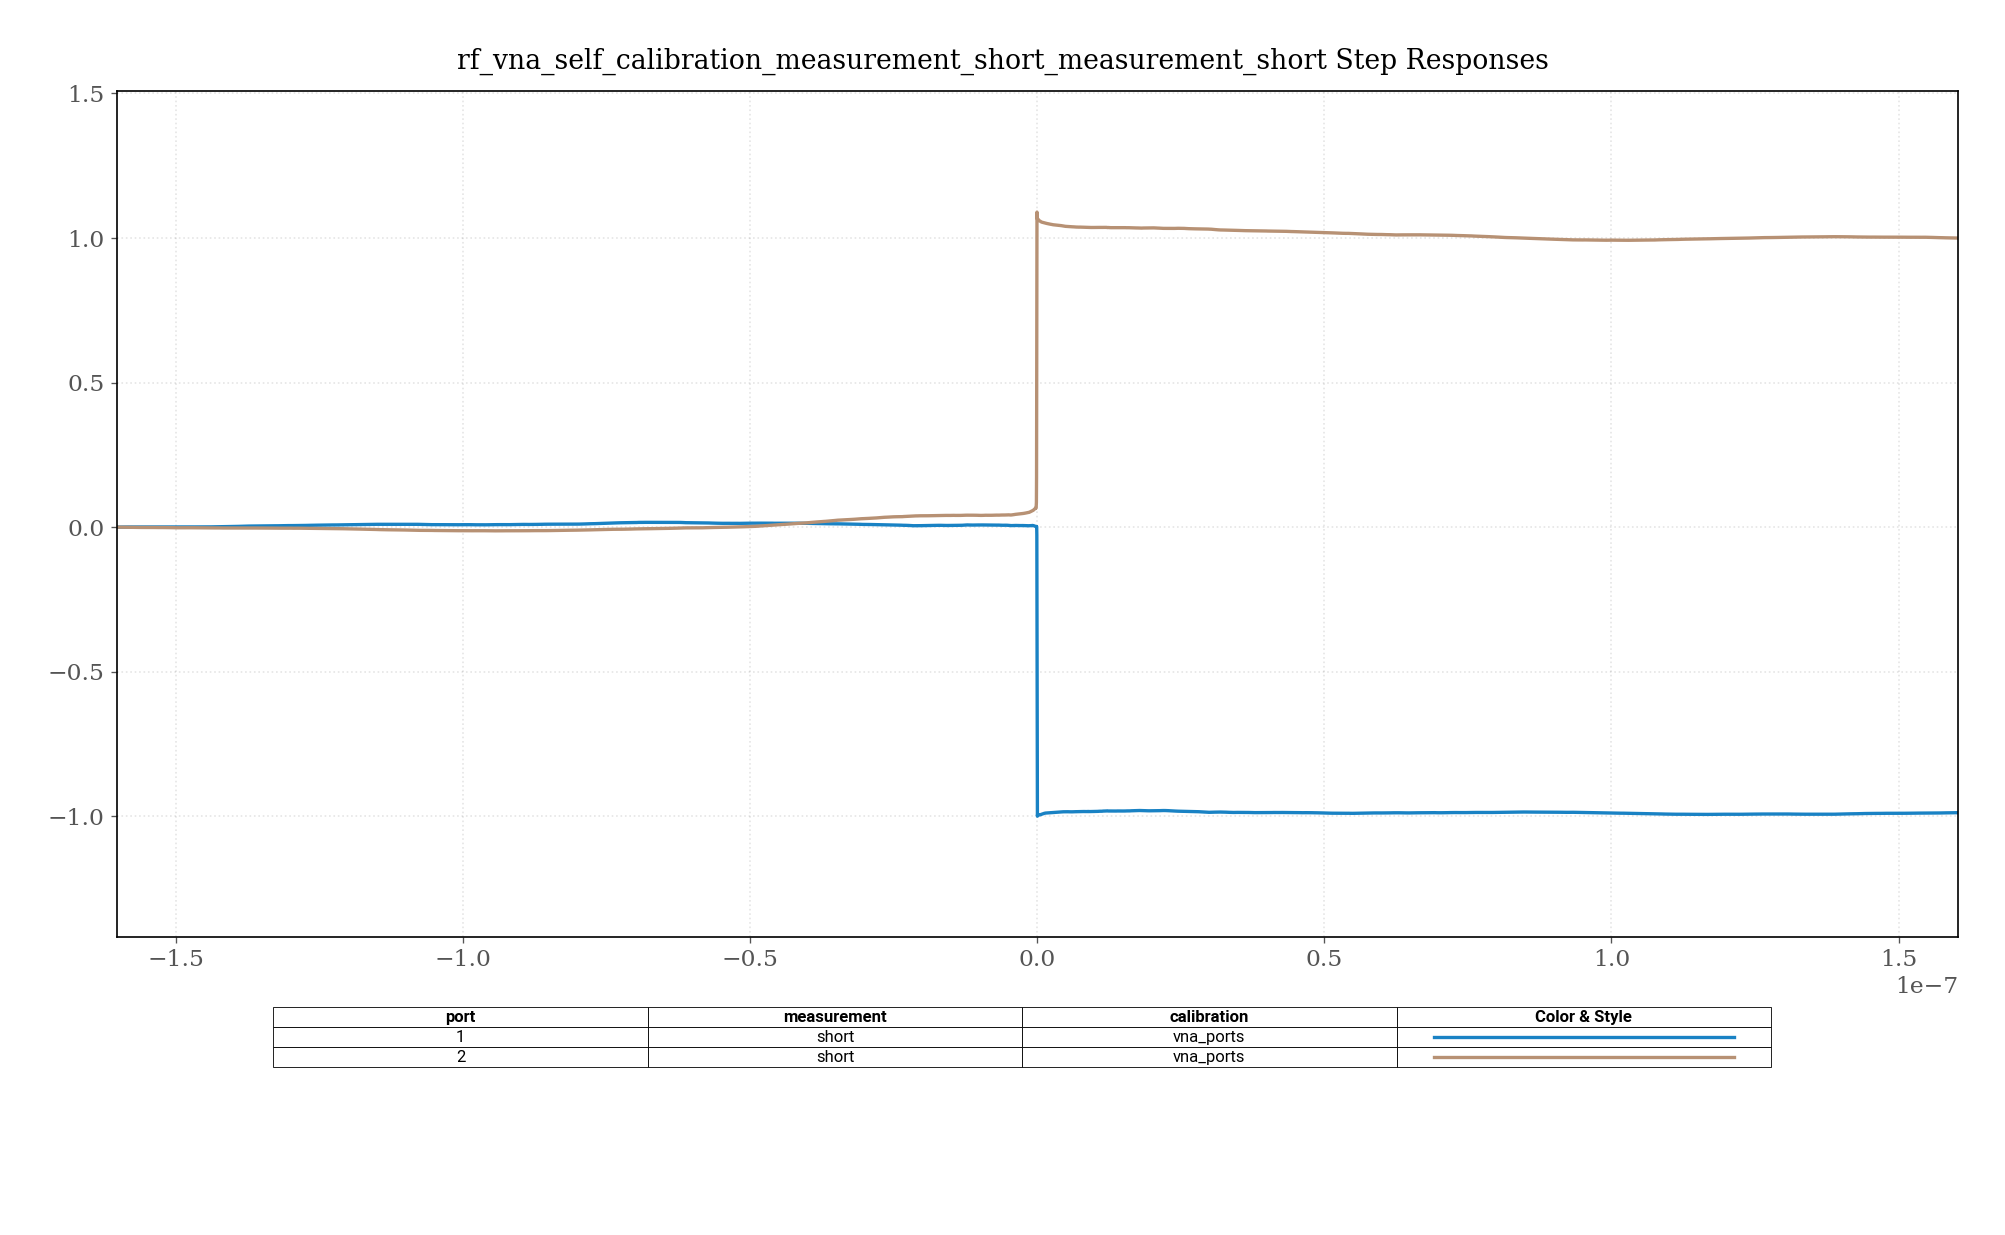 rf_vna_self_calibration_measurement_short_measurement_short Step Responses
1.5
1.0
0.5
0.0
−0.5
−1.0
−1.5 −1.0 −0.5 0.0 0.5 1.0 1.5
1e−7
port measurement calibration Color & Style
1 short vna_ports
2 short vna_ports